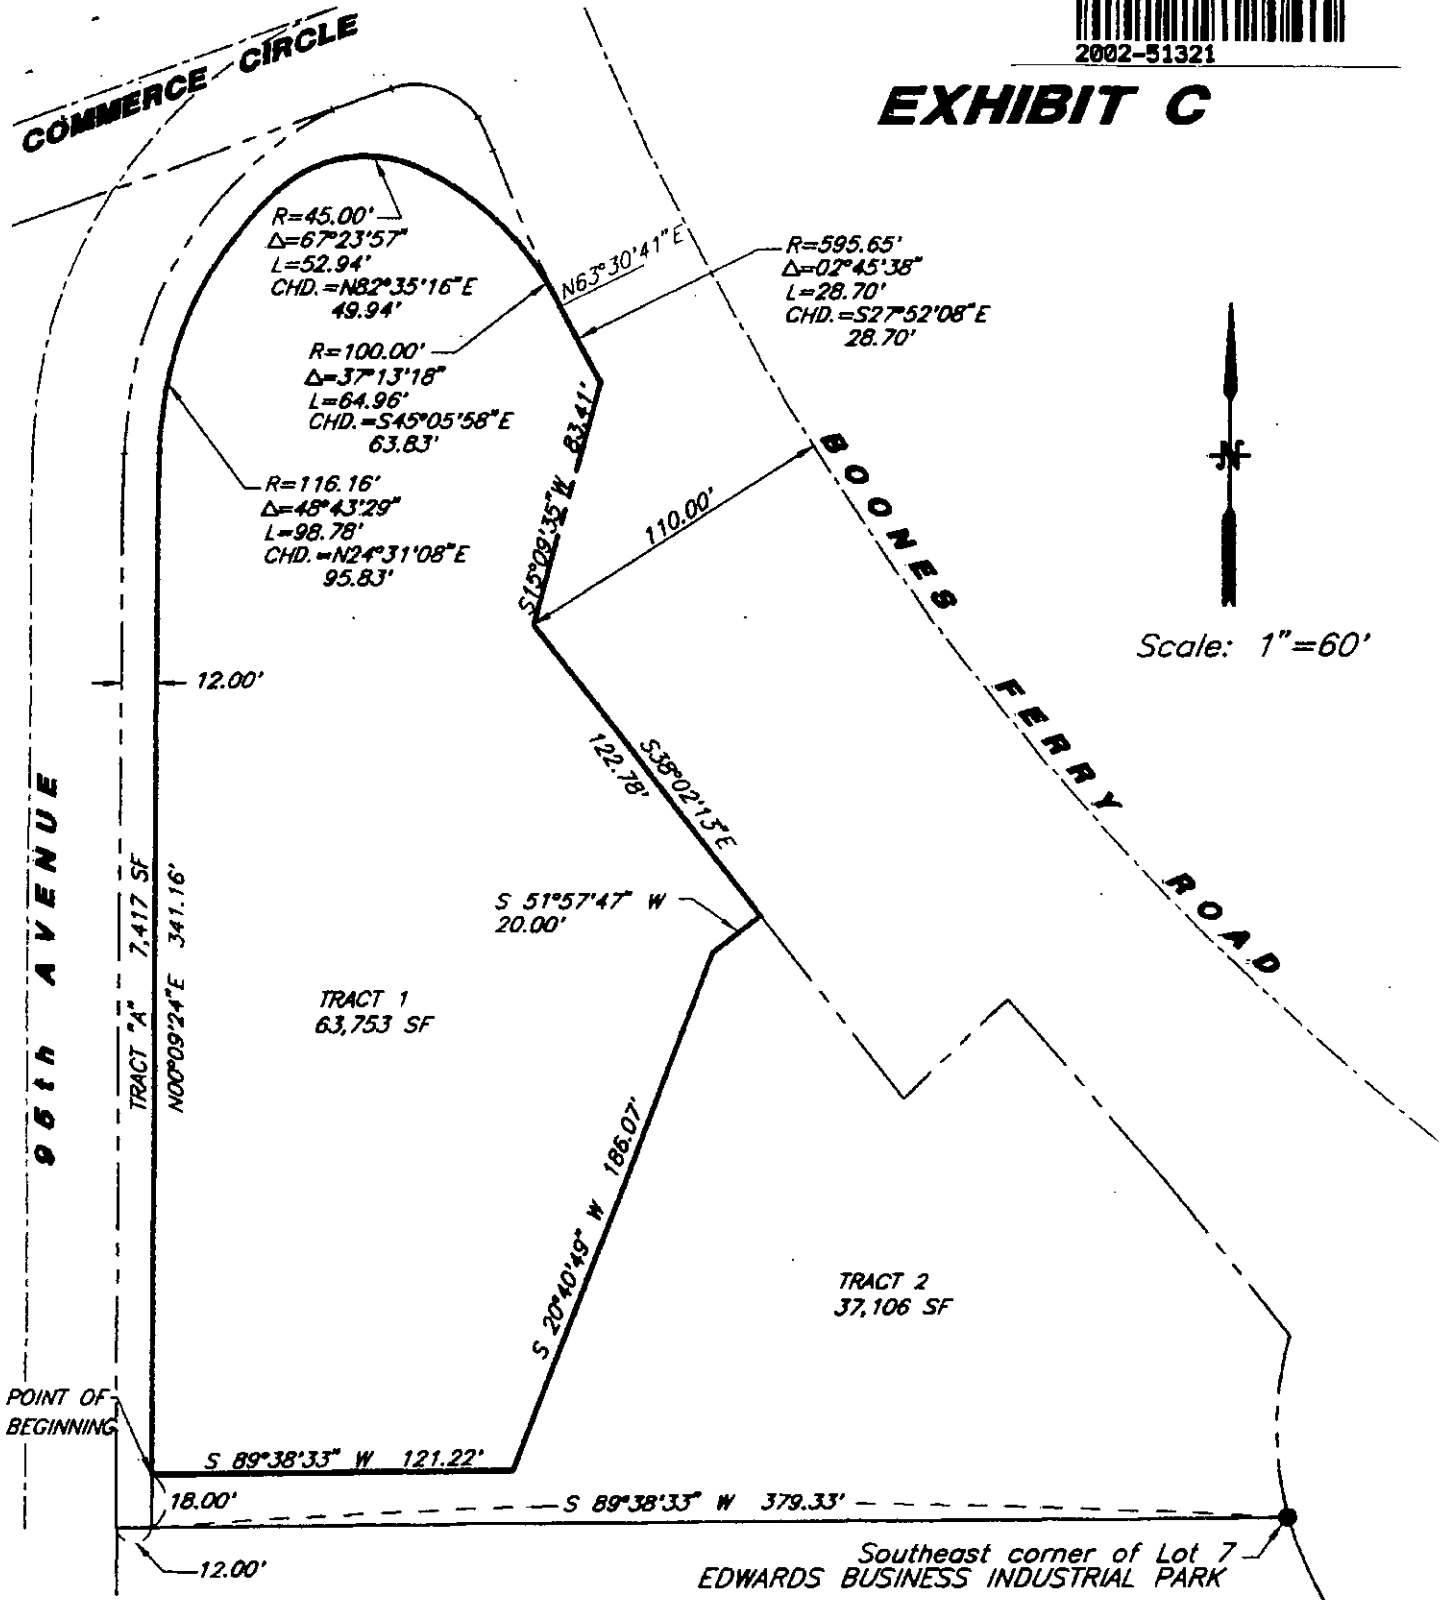 2002-51321
EXHIBIT C
COMMERCE CIRCLE
R=45.00'
Δ=67°23'57"
L=52.94'
CHD.=N82°35'16"E
49.94'
N63°30'41"E
R=595.65'
Δ=02°45'38"
L=28.70'
CHD.=S27°52'08"E
28.70'
R=100.00'
Δ=37°13'18"
L=64.96'
CHD.=S45°05'58"E
63.83'
R=116.16'
Δ=48°43'29"
L=98.78'
CHD.=N24°31'08"E
95.83'
S15°09'35"W 83.41'
110.00'
BOONES FERRY ROAD
N
Scale: 1"=60'
12.00'
S38°02'13"E
122.78'
95th AVENUE
TRACT "A" 7,417 SF
N00°09'24"E 341.16'
S 51°57'47" W
20.00'
TRACT 1
63,753 SF
S 20°40'49" W 186.07'
TRACT 2
37,106 SF
POINT OF
BEGINNING
S 89°38'33" W 121.22'
18.00'
S 89°38'33" W 379.33'
12.00'
Southeast corner of Lot 7
EDWARDS BUSINESS INDUSTRIAL PARK